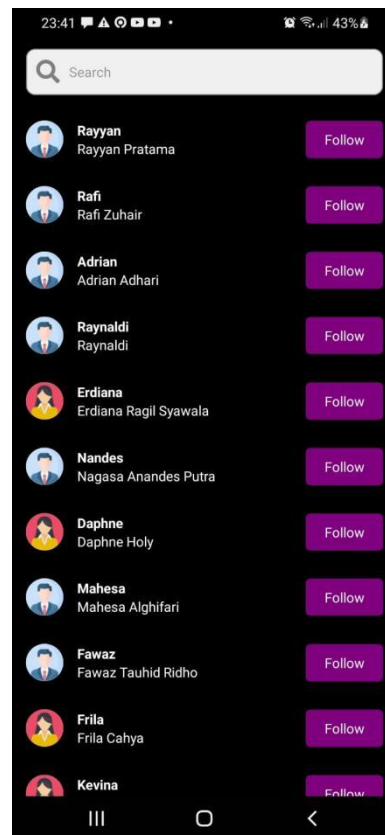 23:41
43%
Search
Rayyan
Rayyan Pratama
Follow
Rafi
Rafi Zuhair
Follow
Adrian
Adrian Adhari
Follow
Raynaldi
Raynaldi
Follow
Erdiana
Erdiana Ragil Syawala
Follow
Nandes
Nagasa Anandes Putra
Follow
Daphne
Daphne Holy
Follow
Mahesa
Mahesa Alghifari
Follow
Fawaz
Fawaz Tauhid Ridho
Follow
Frila
Frila Cahya
Follow
Kevina
Follow